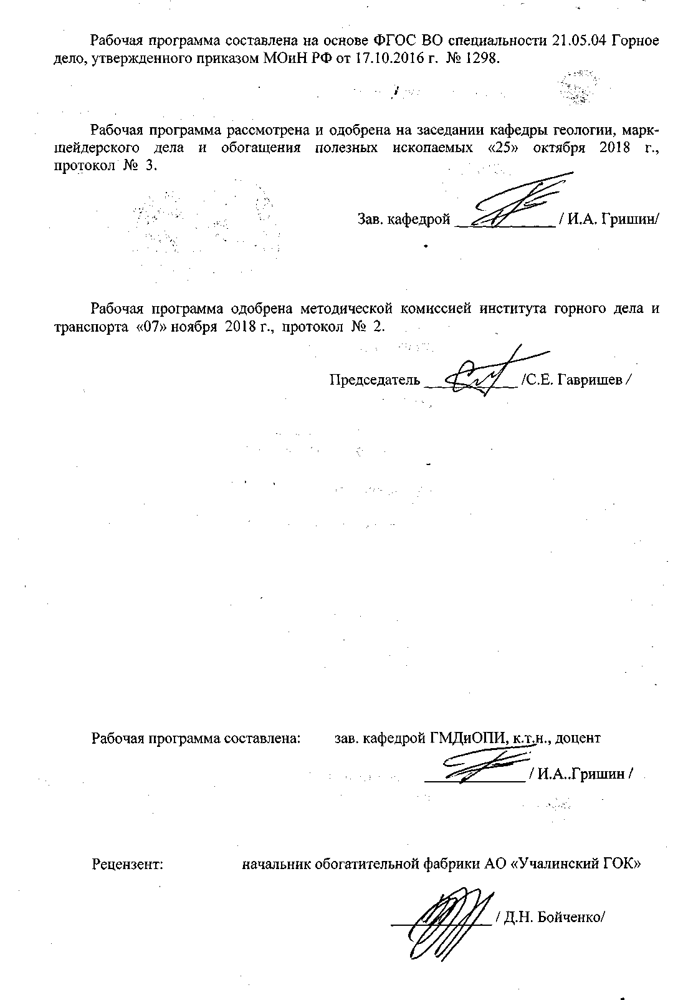 Рабочая программа составлена на основе ФГОС ВО специальности 21.05.04 Горное
дело, утвержденного приказом МОиН РФ от 17.10.2016 г. № 1298.
Рабочая программа рассмотрена и одобрена на заседании кафедры геологии, марк-
шейдерского дела и обогащения полезных ископаемых «25» октября 2018 г.,
протокол № 3.
Зав. кафедрой ____________ / И.А. Гришин/
Рабочая программа одобрена методической комиссией института горного дела и
транспорта «07» ноября 2018 г., протокол № 2.
Председатель ____________ /С.Е. Гавришев /
Рабочая программа составлена: зав. кафедрой ГМДиОПИ, к.т.н., доцент
____________ / И.А..Гришин /
Рецензент: начальник обогатительной фабрики АО «Учалинский ГОК»
____________ / Д.Н. Бойченко/